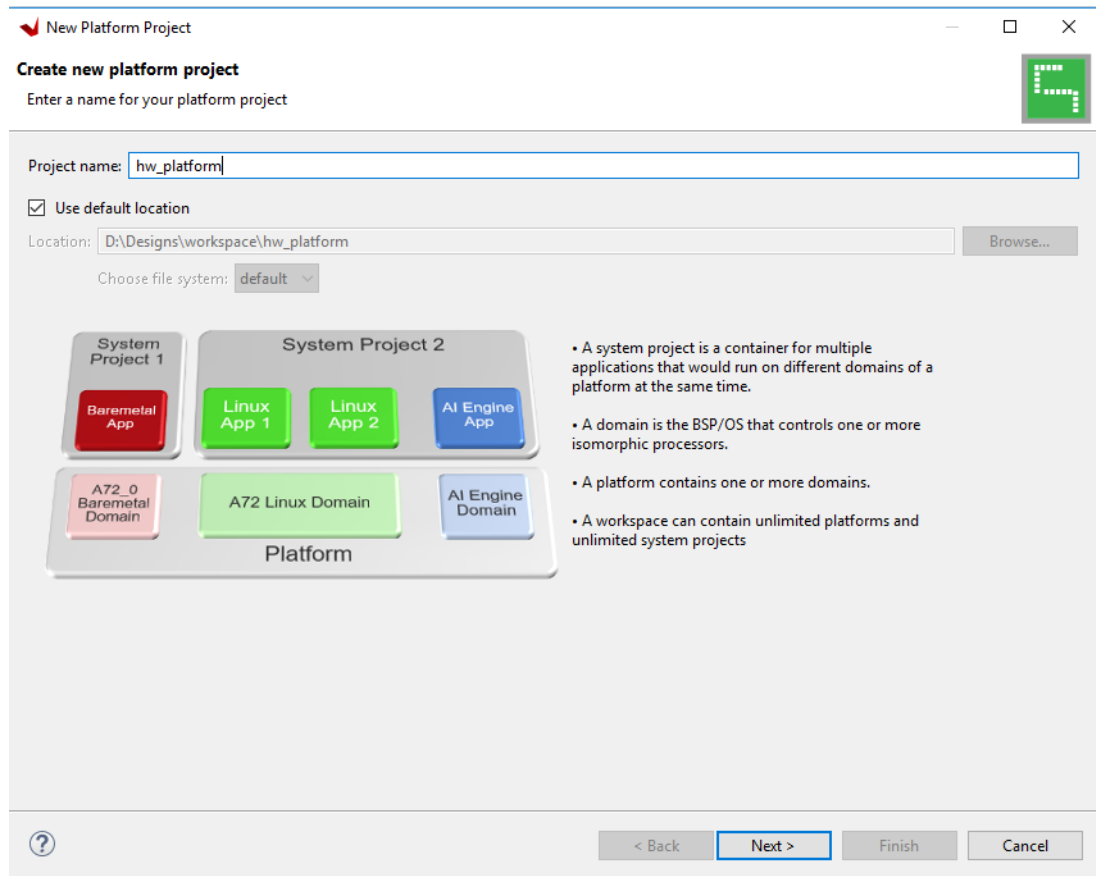 New Platform Project
Create new platform project
Enter a name for your platform project
Project name: hw_platform
Use default location
Location: D:\Designs\workspace\hw_platform Browse...
Choose file system: default
System
Project 1
System Project 2
Baremetal
App
Linux
App 1
Linux
App 2
AI Engine
App
A72_0
Baremetal
Domain
A72 Linux Domain
AI Engine
Domain
Platform
• A system project is a container for multiple
applications that would run on different domains of a
platform at the same time.
• A domain is the BSP/OS that controls one or more
isomorphic processors.
• A platform contains one or more domains.
• A workspace can contain unlimited platforms and
unlimited system projects
? < Back Next > Finish Cancel